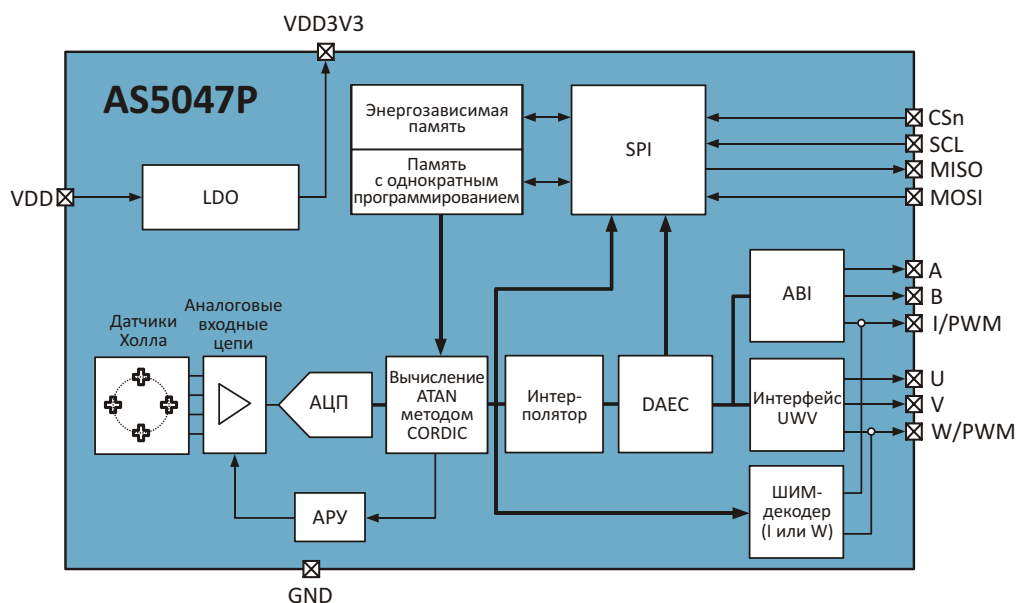 VDD3V3
AS5047P
Энергозависимая
память
Память
с однократным
программированием
SPI
CSn
SCL
MISO
MOSI
VDD
LDO
Датчики
Холла
Аналоговые
входные
цепи
АЦП
Вычисление
ATAN
методом
CORDIC
Интер-
полятор
DAEC
ABI
A
B
I/PWM
Интерфейс
UWV
U
V
W/PWM
АРУ
ШИМ-
декодер
(I или W)
GND